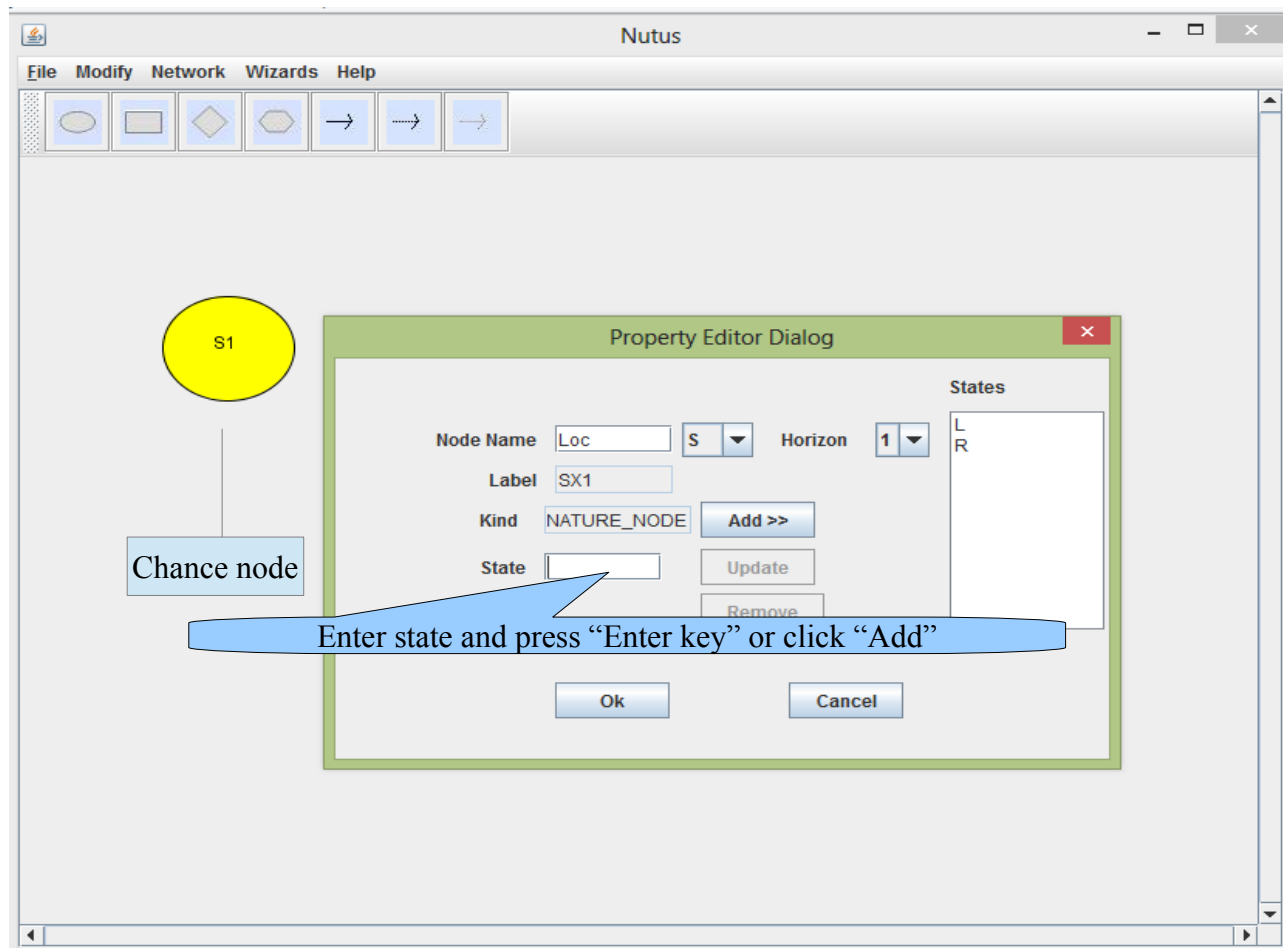 Nutus
File Modify Network Wizards Help
S1
Property Editor Dialog
States
Node Name Loc S Horizon 1
L
R
Label SX1
Kind NATURE_NODE Add >>
Chance node
State Update
Remove
Enter state and press “Enter key” or click “Add”
Ok Cancel